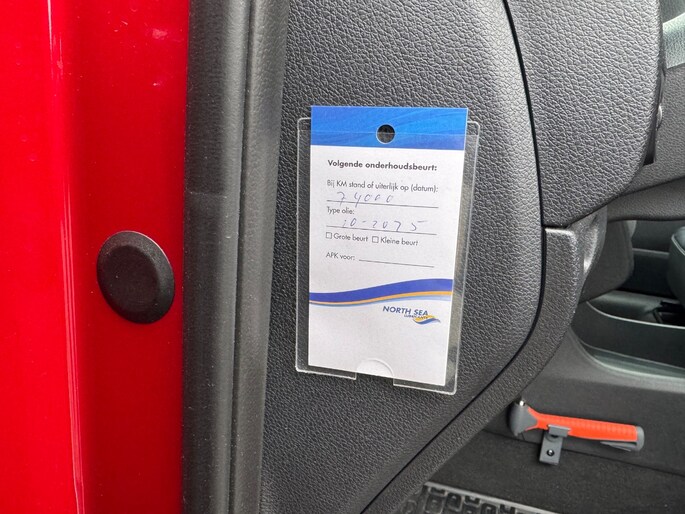 Volgende onderhoudsbeurt:
Bij KM stand of uiterlijk op (datum):
74000
Type olie:
10-2025
Grote beurt Kleine beurt
APK voor:
NORTH SEA